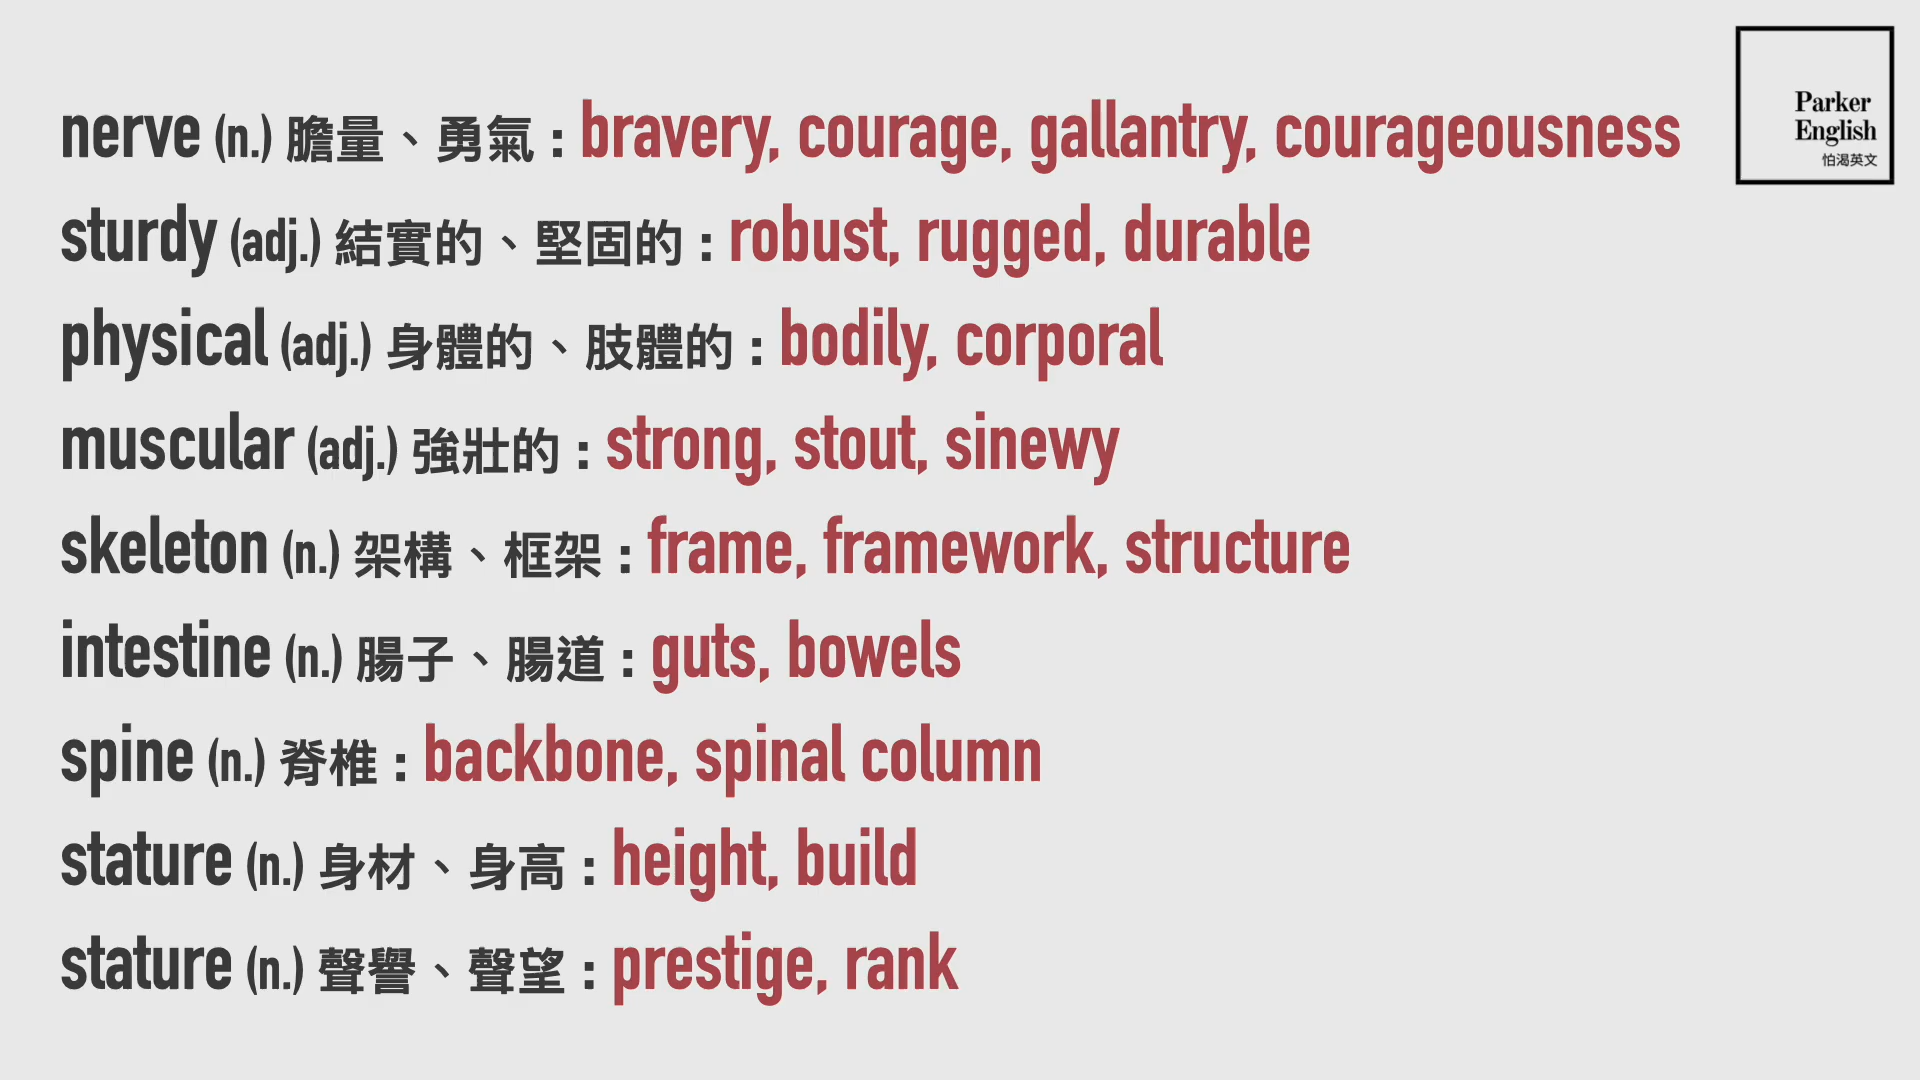 nerve (n.) 膽量、勇氣：bravery, courage, gallantry, courageousness
sturdy (adj.) 結實的、堅固的：robust, rugged, durable
physical (adj.) 身體的、肢體的：bodily, corporal
muscular (adj.) 強壯的：strong, stout, sinewy
skeleton (n.) 架構、框架：frame, framework, structure
intestine (n.) 腸子、腸道：guts, bowels
spine (n.) 脊椎：backbone, spinal column
stature (n.) 身材、身高：height, build
stature (n.) 聲譽、聲望：prestige, rank
Parker
English
怕渴英文